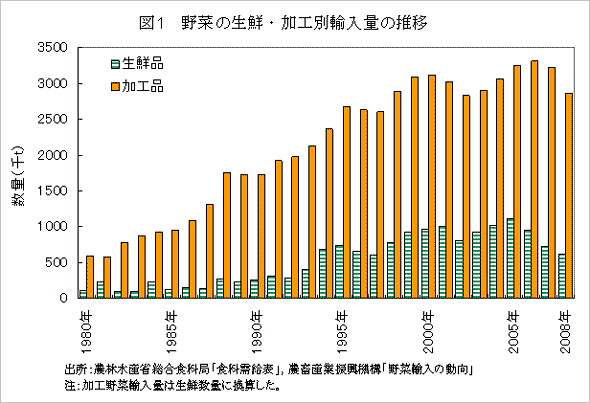 図1　野菜の生鮮・加工別輸入量の推移
3500
3000
2500
2000
1500
1000
500
0
数量(千t)
生鮮品
加工品
1980年
1985年
1990年
1995年
2000年
2005年
2008年
出所:農林水産省総合食料局「食料需給表」, 農畜産業振興機構「野菜輸入の動向」
注:加工野菜輸入量は生鮮数量に換算した。